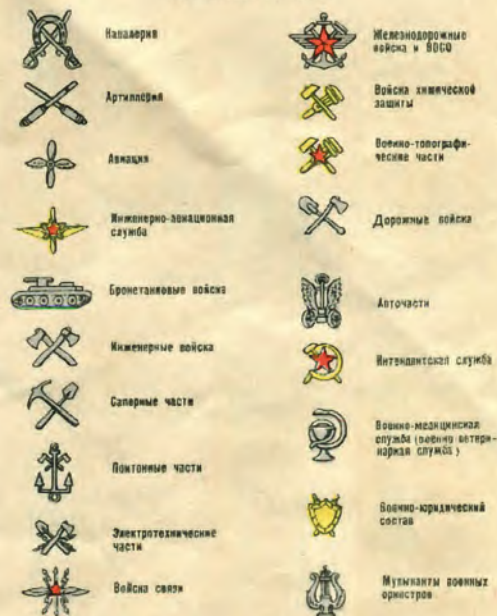 Кавалерия
Артиллерия
Авиация
Инженерно-авиационная
служба
Бронетанковые войска
Инженерные войска
Саперные части
Понтонные части
Электротехнические
части
Войска связи
Железнодорожные
войска и ВОСО
Войска химической
защиты
Военно-топографи-
ческие части
Дорожные войска
Авточасти
Интендантская служба
Военно-медицинская
служба (военно ветери-
нарная служба)
Военно-юридический
состав
Музыканты военных
оркестров